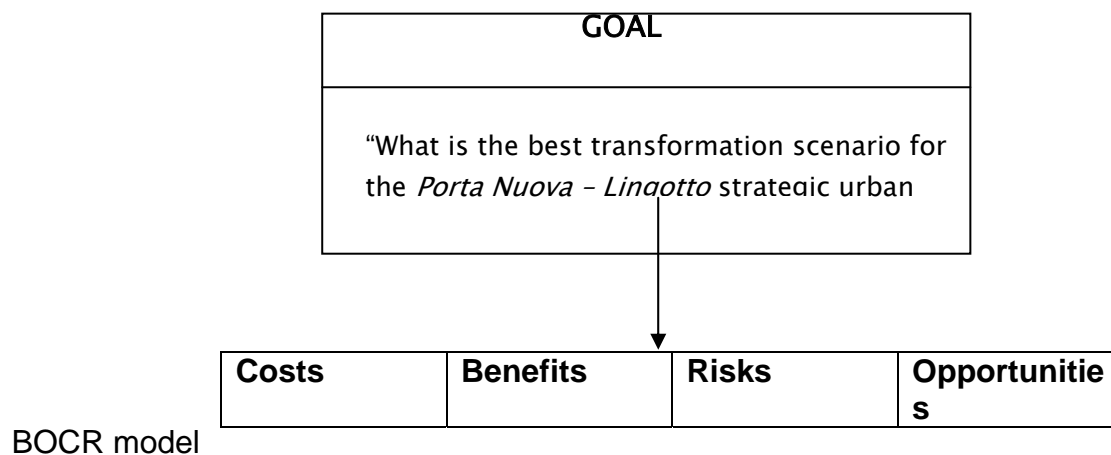 GOAL
“What is the best transformation scenario for
the Porta Nuova – Lingotto strategic urban
Costs Benefits Risks Opportunitie
s
BOCR model